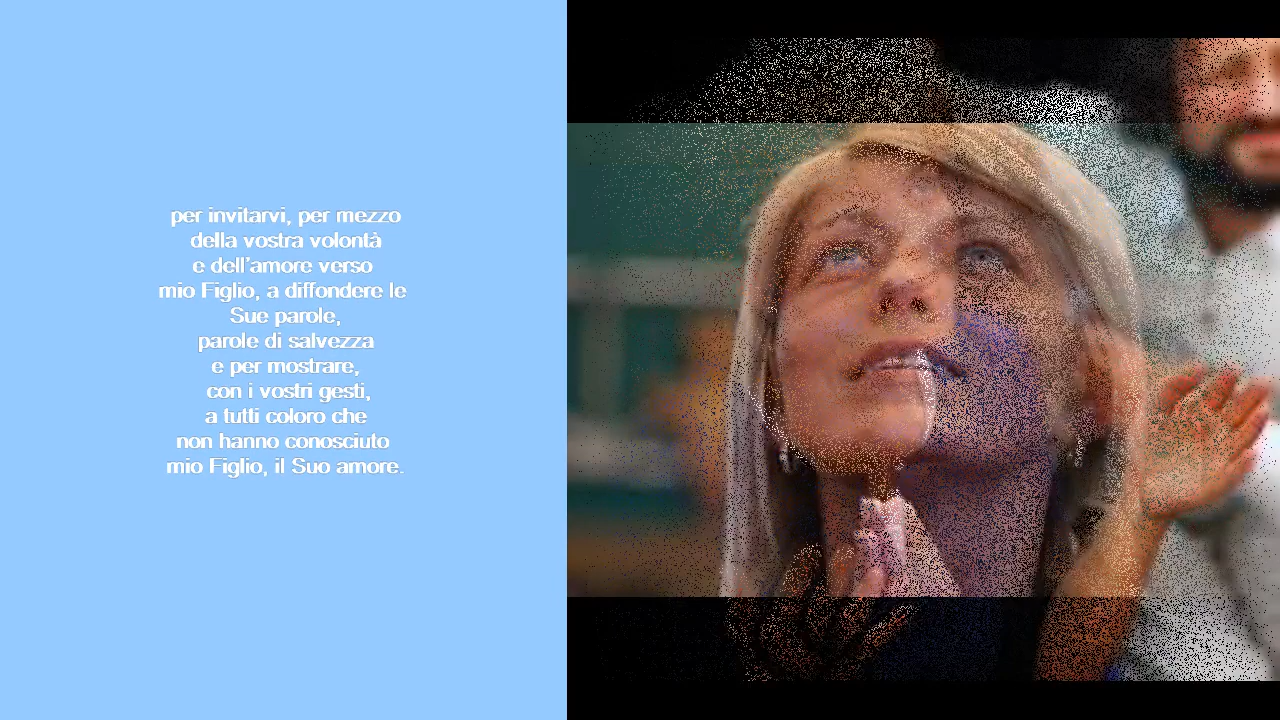 per invitarvi, per mezzo
della vostra volontà
e dell'amore verso
mio Figlio, a diffondere le
Sue parole,
parole di salvezza
e per mostrare,
con i vostri gesti,
a tutti coloro che
non hanno conosciuto
mio Figlio, il Suo amore.